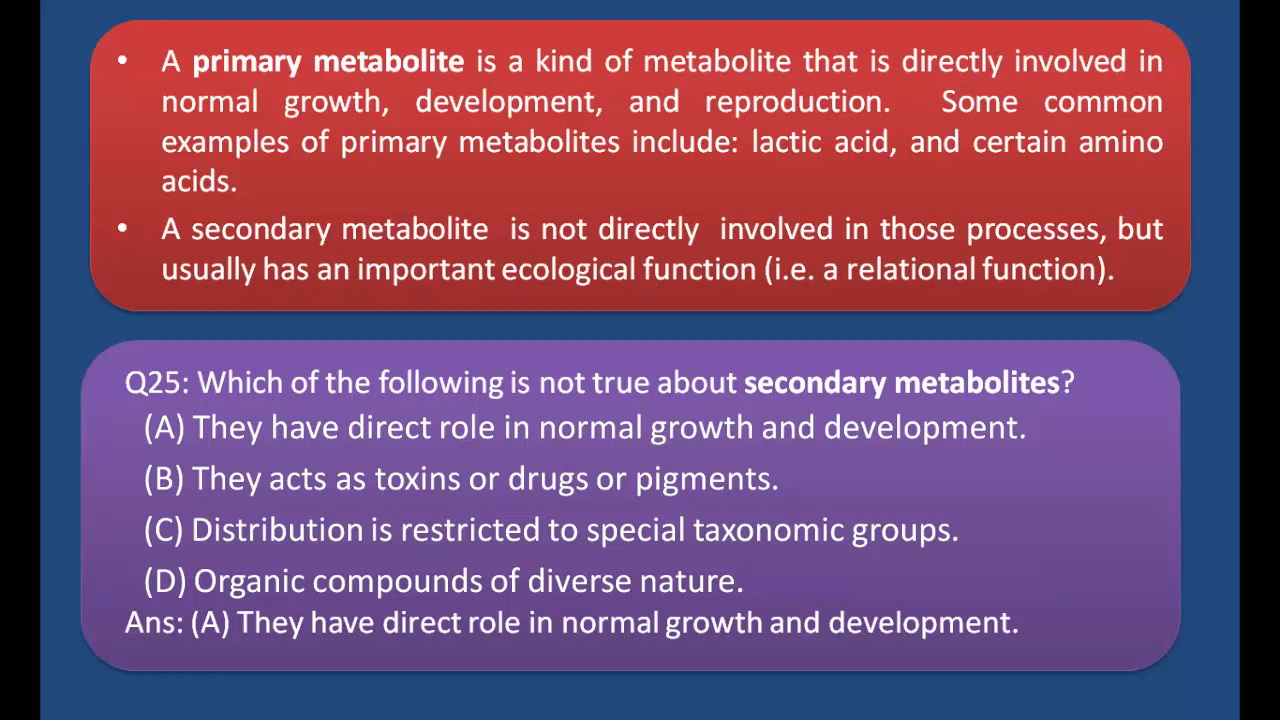 • A primary metabolite is a kind of metabolite that is directly involved in
normal growth, development, and reproduction. Some common
examples of primary metabolites include: lactic acid, and certain amino
acids.
• A secondary metabolite is not directly involved in those processes, but
usually has an important ecological function (i.e. a relational function).
Q25: Which of the following is not true about secondary metabolites?
(A) They have direct role in normal growth and development.
(B) They acts as toxins or drugs or pigments.
(C) Distribution is restricted to special taxonomic groups.
(D) Organic compounds of diverse nature.
Ans: (A) They have direct role in normal growth and development.